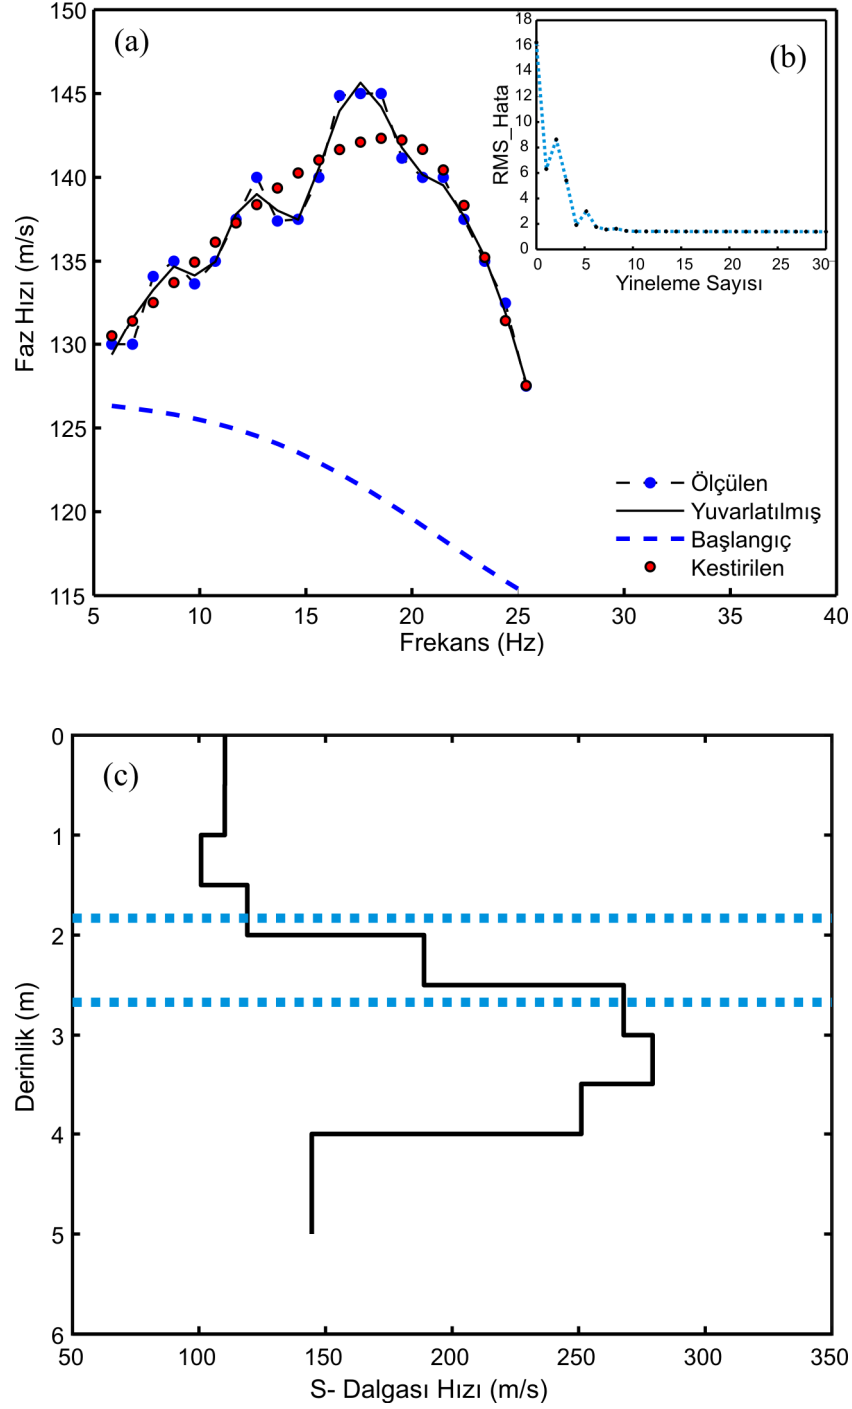 (a)
150
145
140
135
130
125
120
115
Faz Hızı (m/s)
5 10 15 20 25 30 35 40
Frekans (Hz)
Ölçülen
Yuvarlatılmış
Başlangıç
Kestirilen
(b)
18
16
14
12
10
8
6
4
2
0
RMS_Hata
0 5 10 15 20 25 30
Yineleme Sayısı
(c)
0
1
2
3
4
5
6
Derinlik (m)
50 100 150 200 250 300 350
S- Dalgası Hızı (m/s)